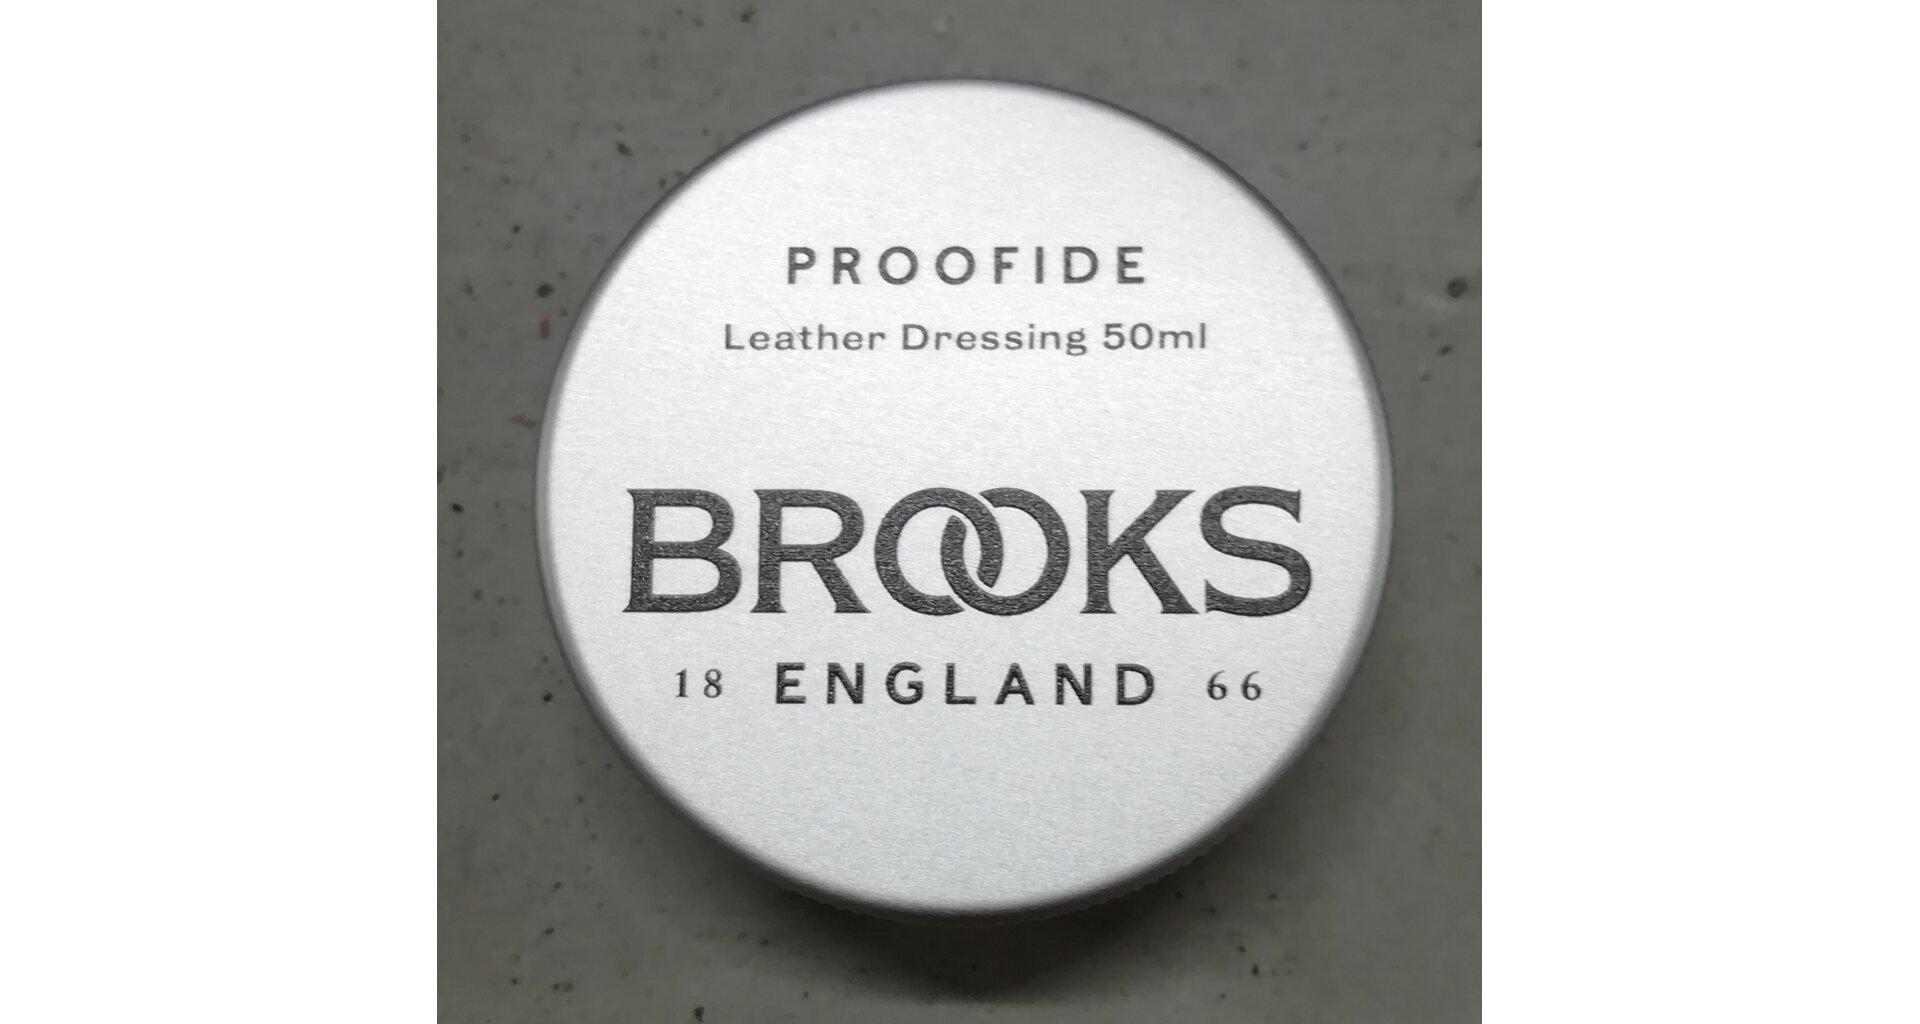 PROOFIDE
Leather Dressing 50ml
BROOKS
18 ENGLAND 66